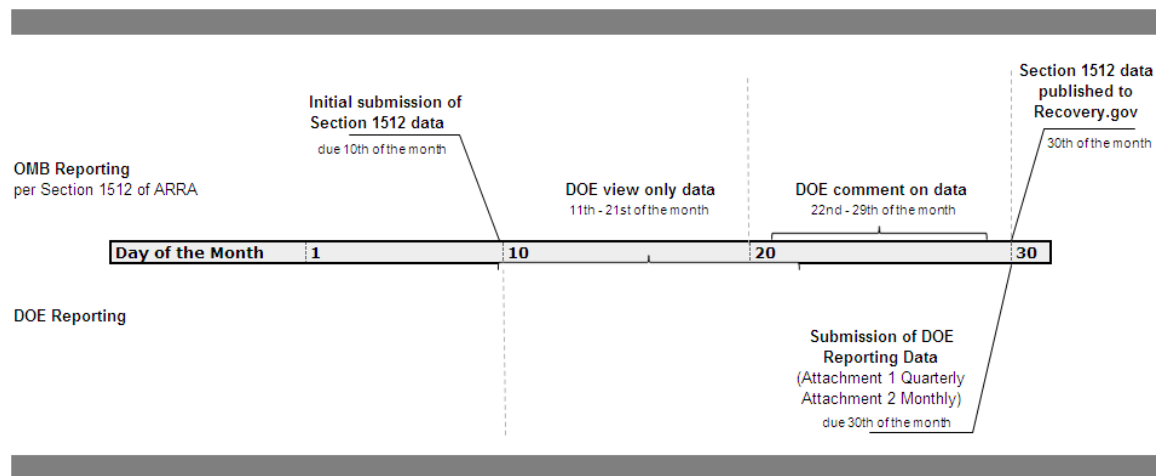 Section 1512 data
published to
Recovery.gov
30th of the month
Initial submission of
Section 1512 data
due 10th of the month
OMB Reporting
per Section 1512 of ARRA
DOE view only data
11th - 21st of the month
DOE comment on data
22nd - 29th of the month
Day of the Month 1 10 20 30
DOE Reporting
Submission of DOE
Reporting Data
(Attachment 1 Quarterly
Attachment 2 Monthly)
due 30th of the month